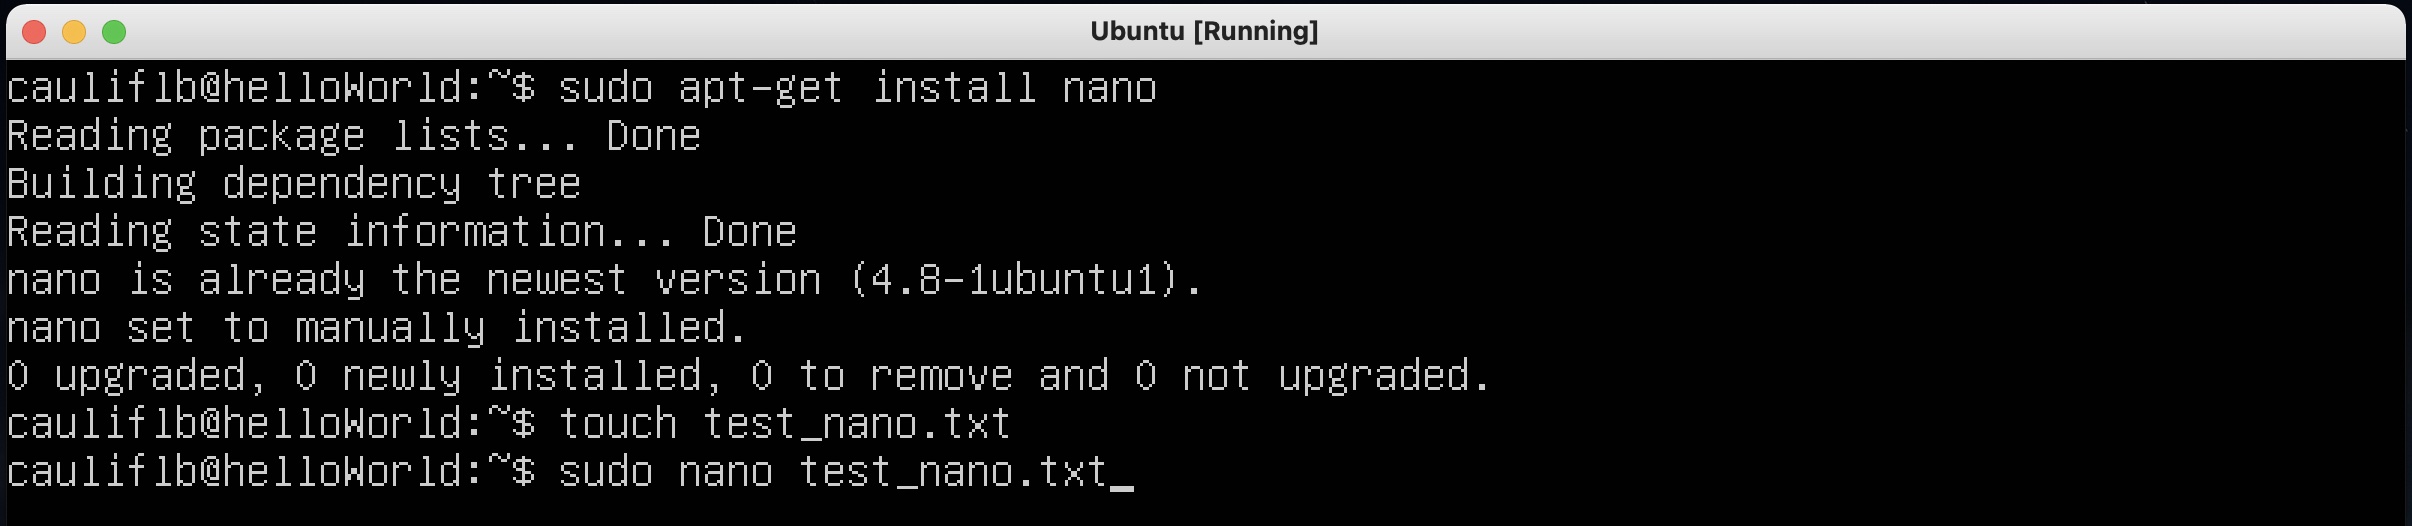 Ubuntu [Running]
cauliflb@helloWorld:~$ sudo apt-get install nano
Reading package lists... Done
Building dependency tree
Reading state information... Done
nano is already the newest version (4.8-1ubuntu1).
nano set to manually installed.
0 upgraded, 0 newly installed, 0 to remove and 0 not upgraded.
cauliflb@helloWorld:~$ touch test_nano.txt
cauliflb@helloWorld:~$ sudo nano test_nano.txt_